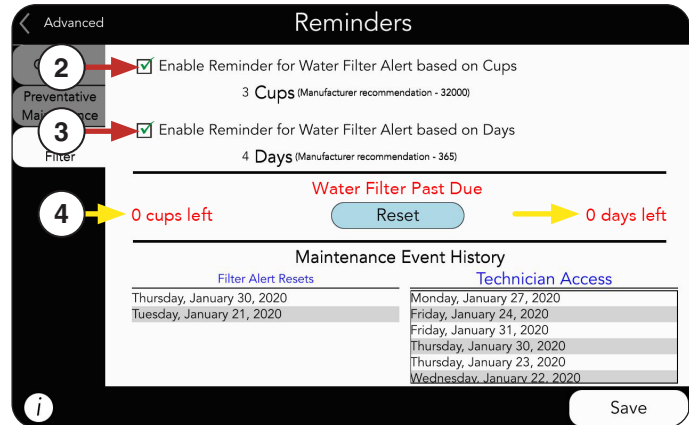 Advanced
Reminders
2
Enable Reminder for Water Filter Alert based on Cups
3 Cups (Manufacturer recommendation - 32000)
Preventative
3
Enable Reminder for Water Filter Alert based on Days
Filter
4 Days (Manufacturer recommendation - 365)
Water Filter Past Due
4
0 cups left
Reset
0 days left
Maintenance Event History
Filter Alert Resets
Technician Access
Thursday, January 30, 2020
Tuesday, January 21, 2020
Monday, January 27, 2020
Friday, January 24, 2020
Friday, January 31, 2020
Thursday, January 30, 2020
Thursday, January 23, 2020
Wednesday, January 22, 2020
i
Save